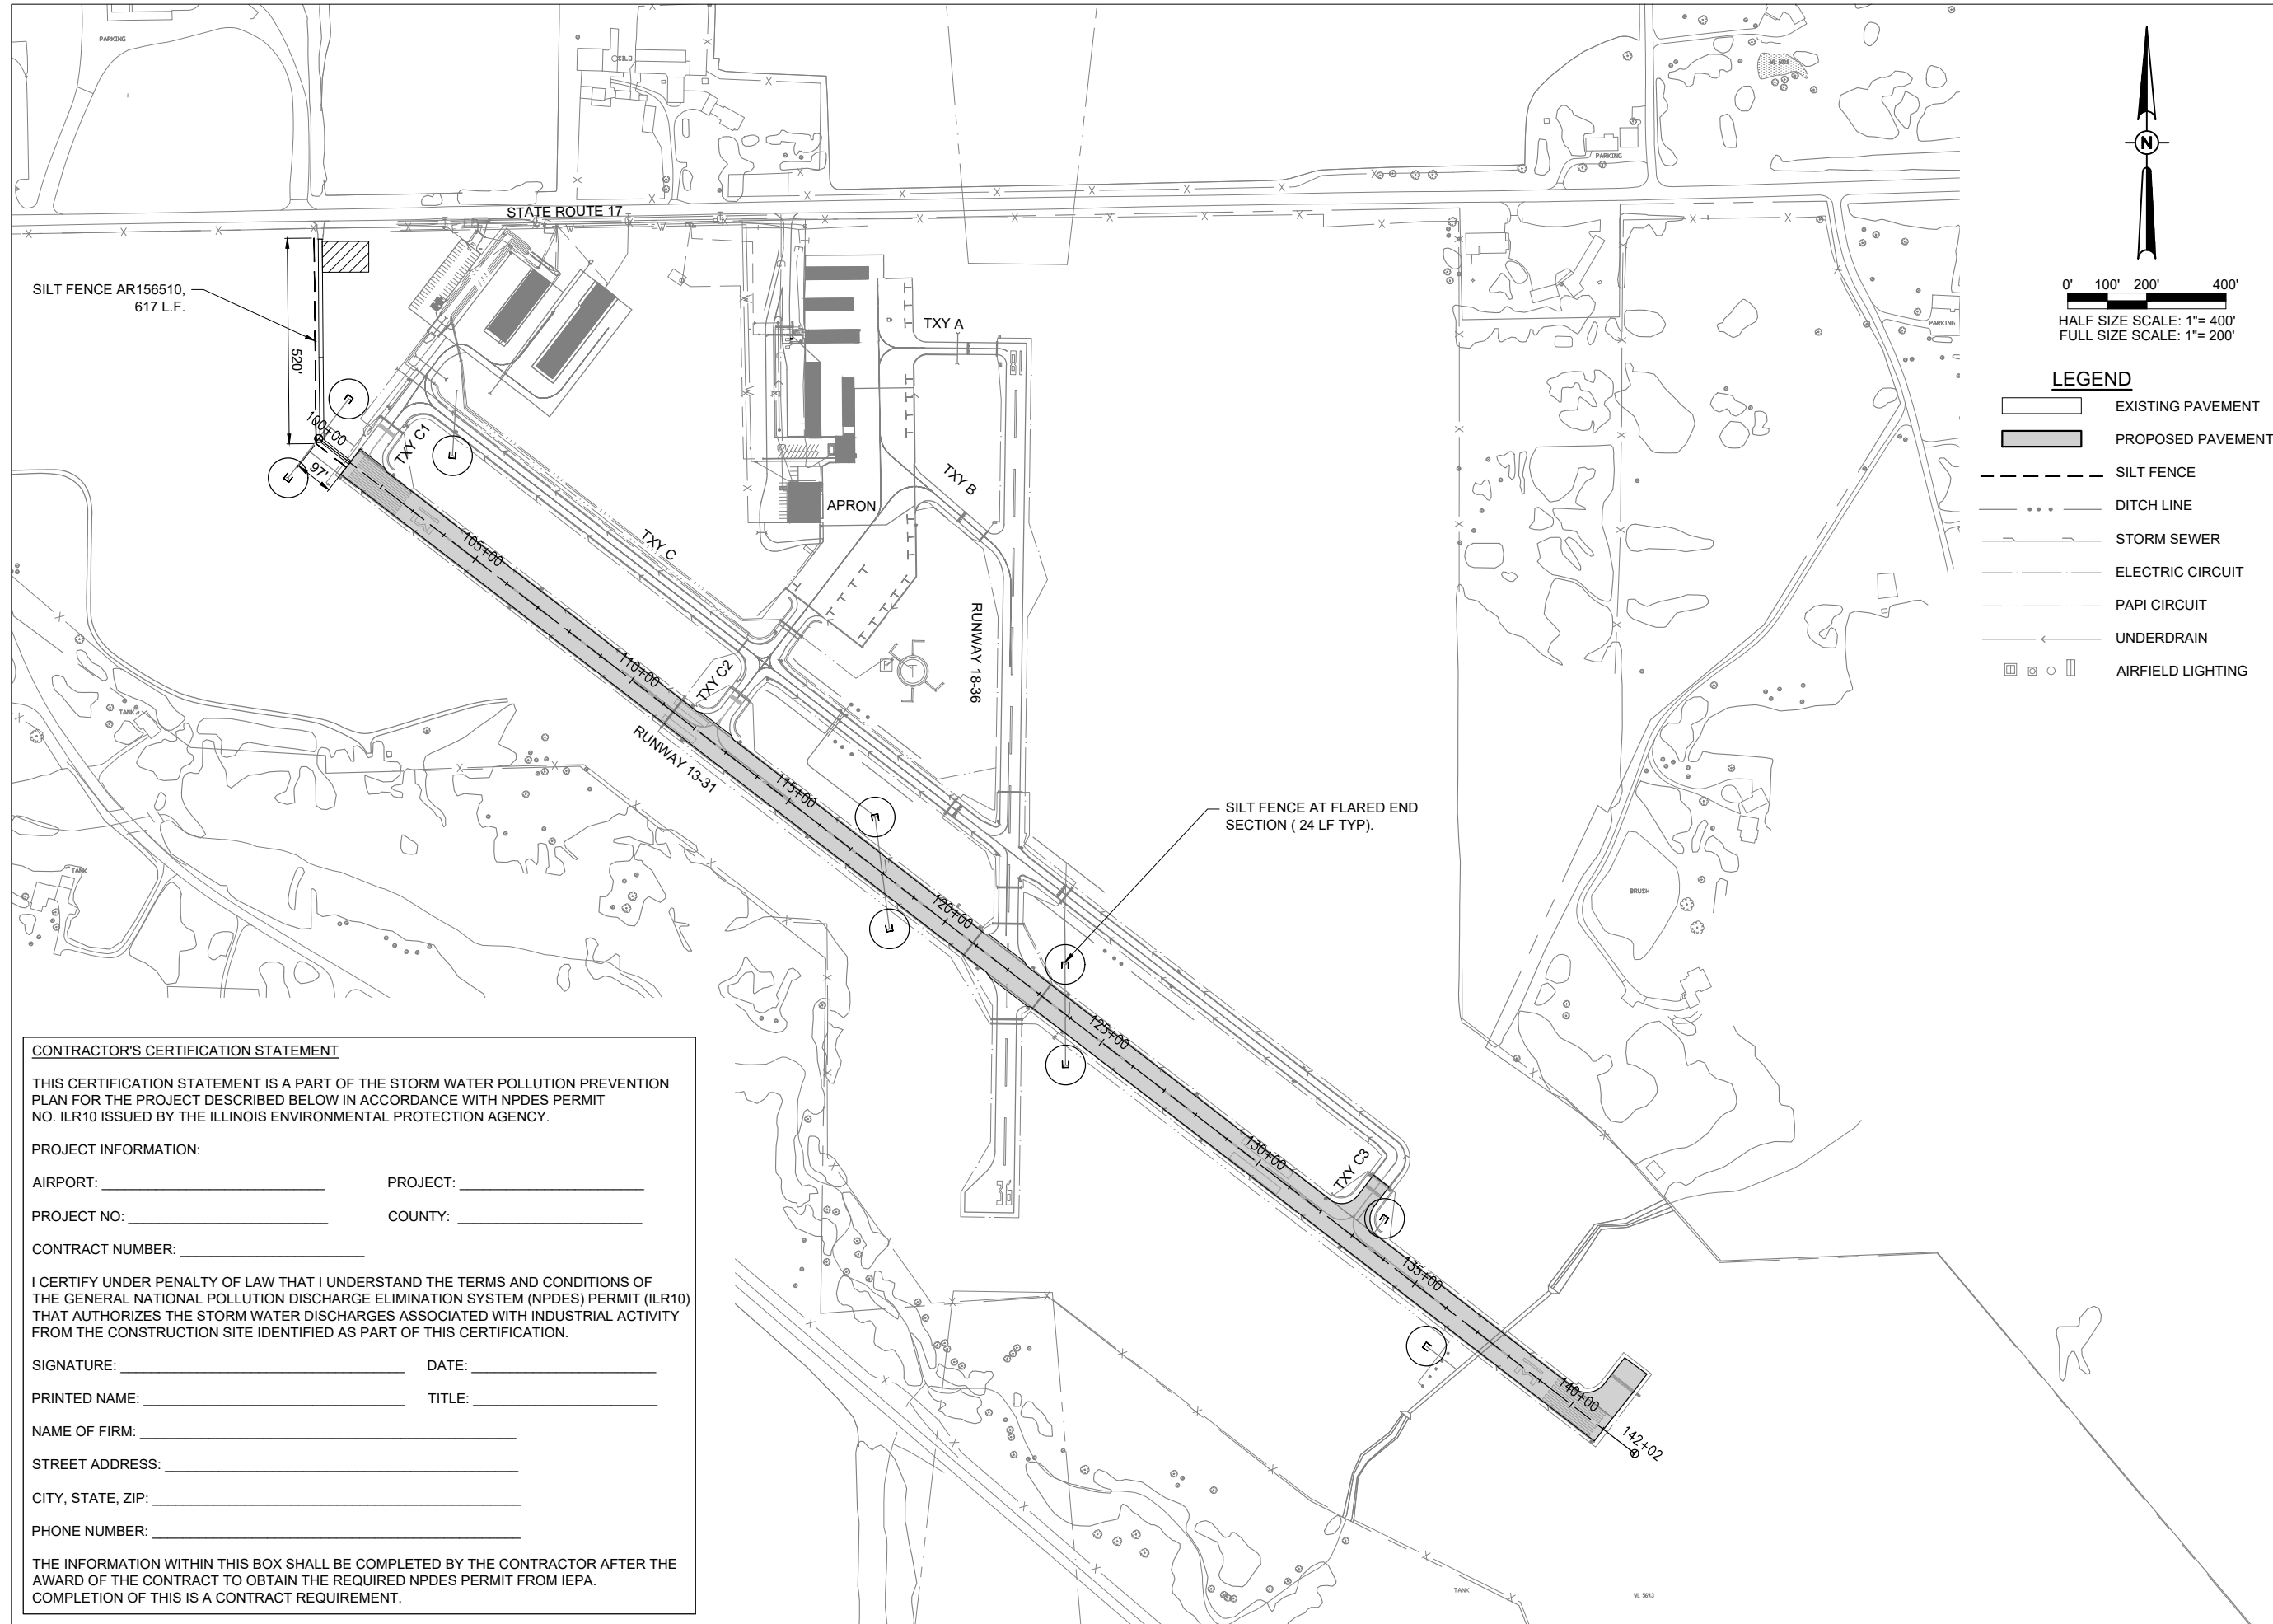 PARKING
SILO
WL 5693
PARKING
STATE ROUTE 17
SILT FENCE AR156510,
617 L.F.
520'
100+00
97'
TXY C1
TXY A
TXY B
APRON
TXY C
105+00
110+00
TXY C2
RUNWAY 18-36
RUNWAY 13-31
115+00
TANK
TANK
120+00
SILT FENCE AT FLARED END
SECTION ( 24 LF TYP).
BRUSH
125+00
130+00
TXY C3
36
135+00
140+00
142+02
TANK
WL 5693
PARKING
N
0' 100' 200' 400'
HALF SIZE SCALE: 1"= 400'
FULL SIZE SCALE: 1"= 200'
LEGEND
EXISTING PAVEMENT
PROPOSED PAVEMENT
SILT FENCE
DITCH LINE
STORM SEWER
ELECTRIC CIRCUIT
PAPI CIRCUIT
UNDERDRAIN
AIRFIELD LIGHTING
CONTRACTOR'S CERTIFICATION STATEMENT
THIS CERTIFICATION STATEMENT IS A PART OF THE STORM WATER POLLUTION PREVENTION
PLAN FOR THE PROJECT DESCRIBED BELOW IN ACCORDANCE WITH NPDES PERMIT
NO. ILR10 ISSUED BY THE ILLINOIS ENVIRONMENTAL PROTECTION AGENCY.
PROJECT INFORMATION:
AIRPORT: PROJECT:
PROJECT NO: COUNTY:
CONTRACT NUMBER:
I CERTIFY UNDER PENALTY OF LAW THAT I UNDERSTAND THE TERMS AND CONDITIONS OF
THE GENERAL NATIONAL POLLUTION DISCHARGE ELIMINATION SYSTEM (NPDES) PERMIT (ILR10)
THAT AUTHORIZES THE STORM WATER DISCHARGES ASSOCIATED WITH INDUSTRIAL ACTIVITY
FROM THE CONSTRUCTION SITE IDENTIFIED AS PART OF THIS CERTIFICATION.
SIGNATURE: DATE:
PRINTED NAME: TITLE:
NAME OF FIRM:
STREET ADDRESS:
CITY, STATE, ZIP:
PHONE NUMBER:
THE INFORMATION WITHIN THIS BOX SHALL BE COMPLETED BY THE CONTRACTOR AFTER THE
AWARD OF THE CONTRACT TO OBTAIN THE REQUIRED NPDES PERMIT FROM IEPA.
COMPLETION OF THIS IS A CONTRACT REQUIREMENT.